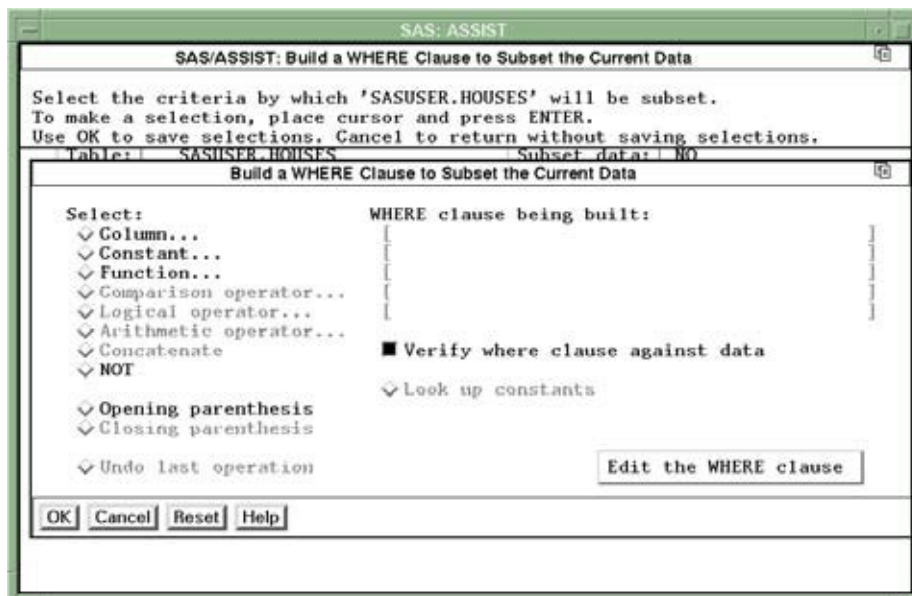 SAS: ASSIST
SAS/ASSIST: Build a WHERE Clause to Subset the Current Data
Select the criteria by which 'SASUSER.HOUSES' will be subset.
To make a selection, place cursor and press ENTER.
Use OK to save selections. Cancel to return without saving selections.
Table: SASUSER.HOUSES Subset data: NO
Build a WHERE Clause to Subset the Current Data
Select:
Column...
Constant...
Function...
Comparison operator...
Logical operator...
Arithmetic operator...
Concatenate
NOT
Opening parenthesis
Closing parenthesis
Undo last operation
WHERE clause being built:
[ ]
[ ]
[ ]
[ ]
[ ]
Verify where clause against data
Look up constants
Edit the WHERE clause
OK Cancel Reset Help